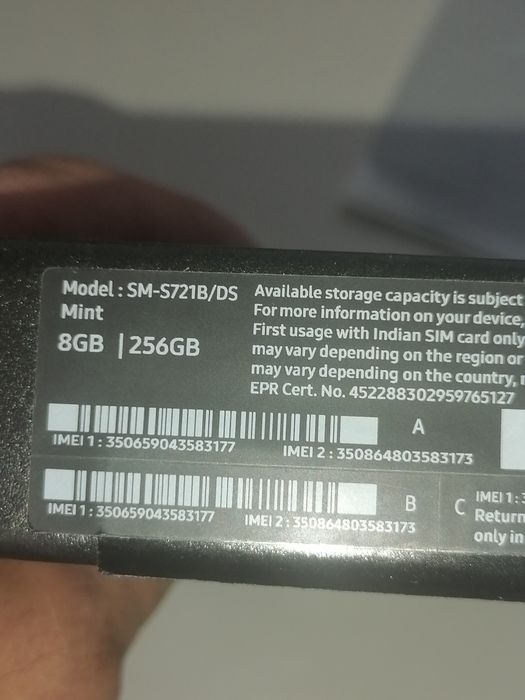 Model : SM-S721B/DS
Mint
8GB | 256GB
Available storage capacity is subject
For more information on your device,
First usage with Indian SIM card only
may vary depending on the region or
may vary depending on the country,
EPR Cert. No. 452288302959765127
A
IMEI 1 : 350659043583177
IMEI 2 : 350864803583173
B
IMEI 1 : 350659043583177
IMEI 2 : 350864803583173
C
IMEI 1 :
Return
only in